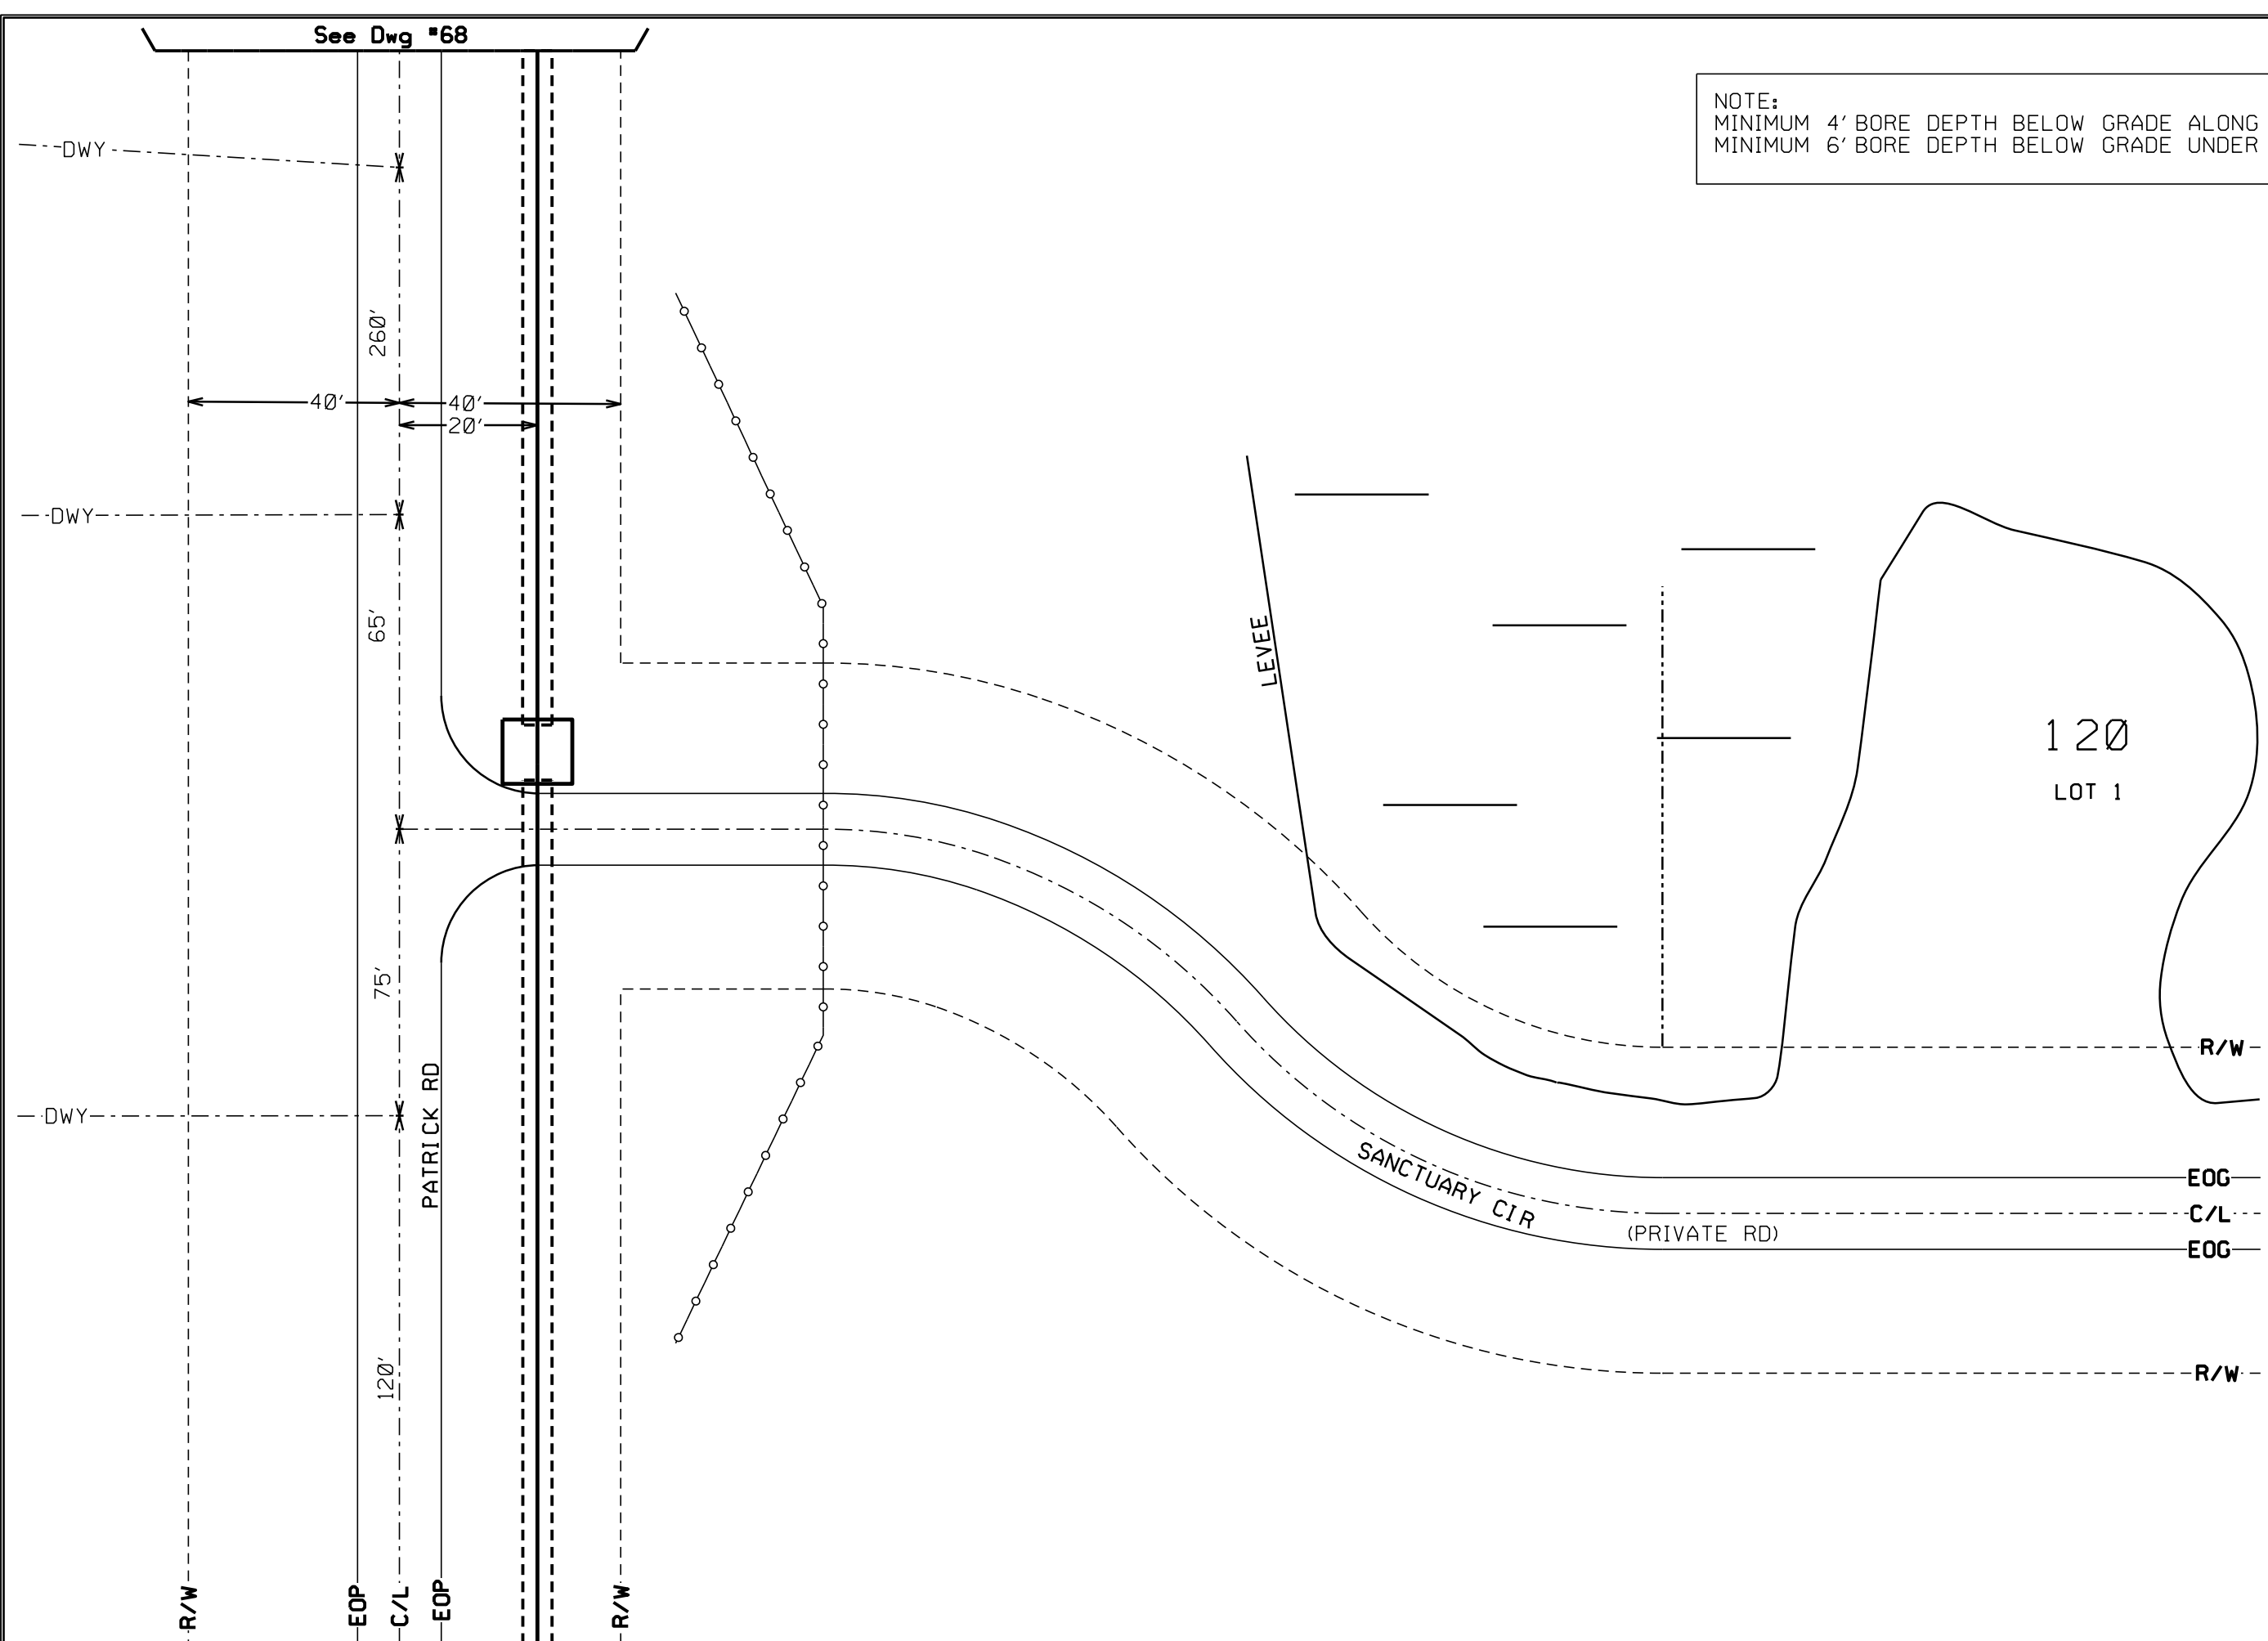 See Dwg #68
NOTE:
MINIMUM 4' BORE DEPTH BELOW GRADE ALONG
MINIMUM 6' BORE DEPTH BELOW GRADE UNDER
DWY
260'
40'
40'
20'
DWY
65'
LEVEE
120
LOT 1
75'
R/W
PATRICK RD
DWY
SANCTUARY CIR
(PRIVATE RD)
EOG
C/L
EOG
120'
R/W
R/W
EOP
C/L
EOP
R/W